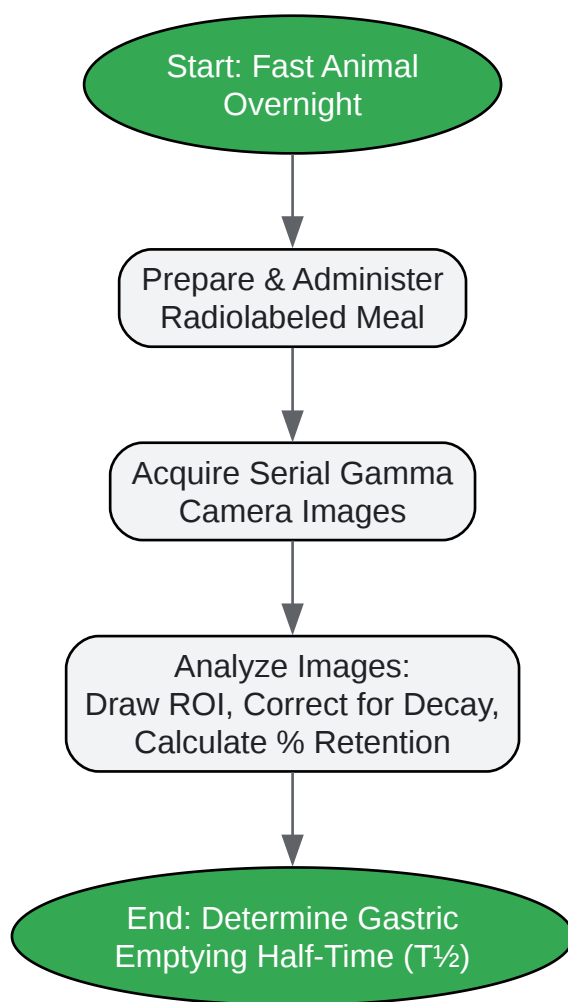 Start: Fast Animal
Overnight
Prepare & Administer
Radiolabeled Meal
Acquire Serial Gamma
Camera Images
Analyze Images:
Draw ROI, Correct for Decay,
Calculate % Retention
End: Determine Gastric
Emptying Half-Time (T½)